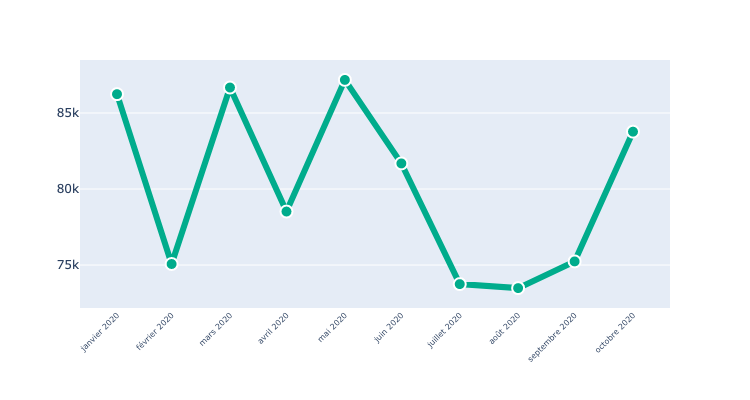 85k
80k
75k
janvier 2020
février 2020
mars 2020
avril 2020
mai 2020
juin 2020
juillet 2020
août 2020
septembre 2020
octobre 2020